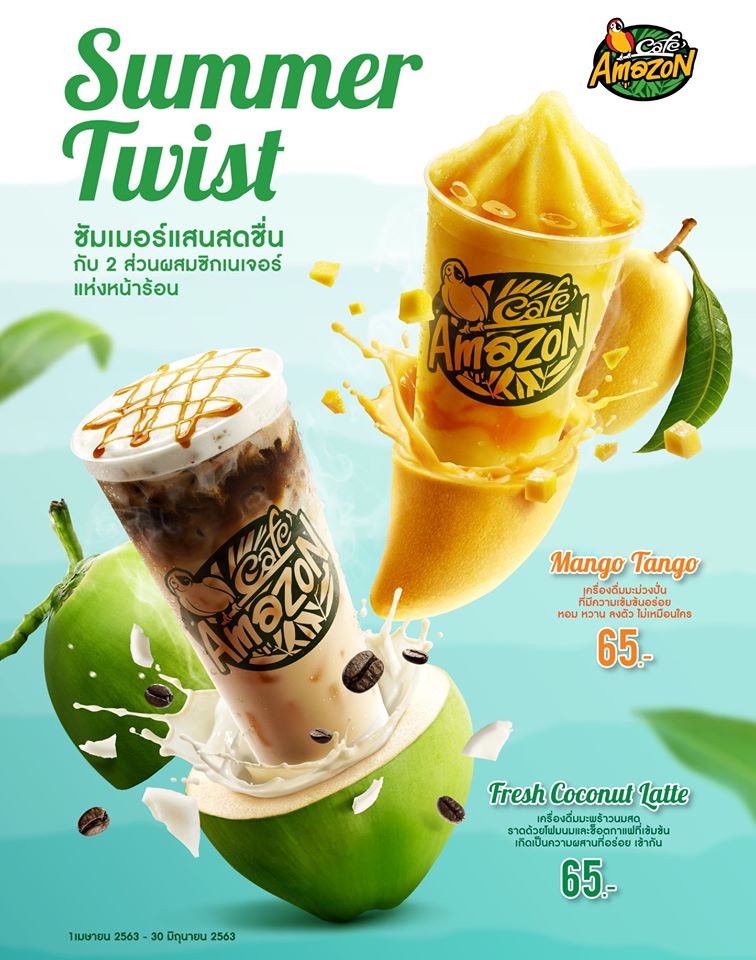 Summer
Twist
ซัมเมอร์แสนสดชื่น
กับ 2 ส่วนผสมซิกเนเจอร์
แห่งหน้าร้อน
Café
Amazon
Café
Amazon
Café
Amazon
Mango Tango
เครื่องดื่มมะม่วงปั่น
ที่มีความเข้มข้นอร่อย
หอม หวาน ลงตัว ไม่เหมือนใคร
65.-
Fresh Coconut Latte
เครื่องดื่มมะพร้าวนมสด
ราดด้วยโฟมนมและช็อตกาแฟที่เข้มข้น
เกิดเป็นความผสานที่อร่อย เข้ากัน
65.-
1เมษายน 2563 - 30 มิถุนายน 2563